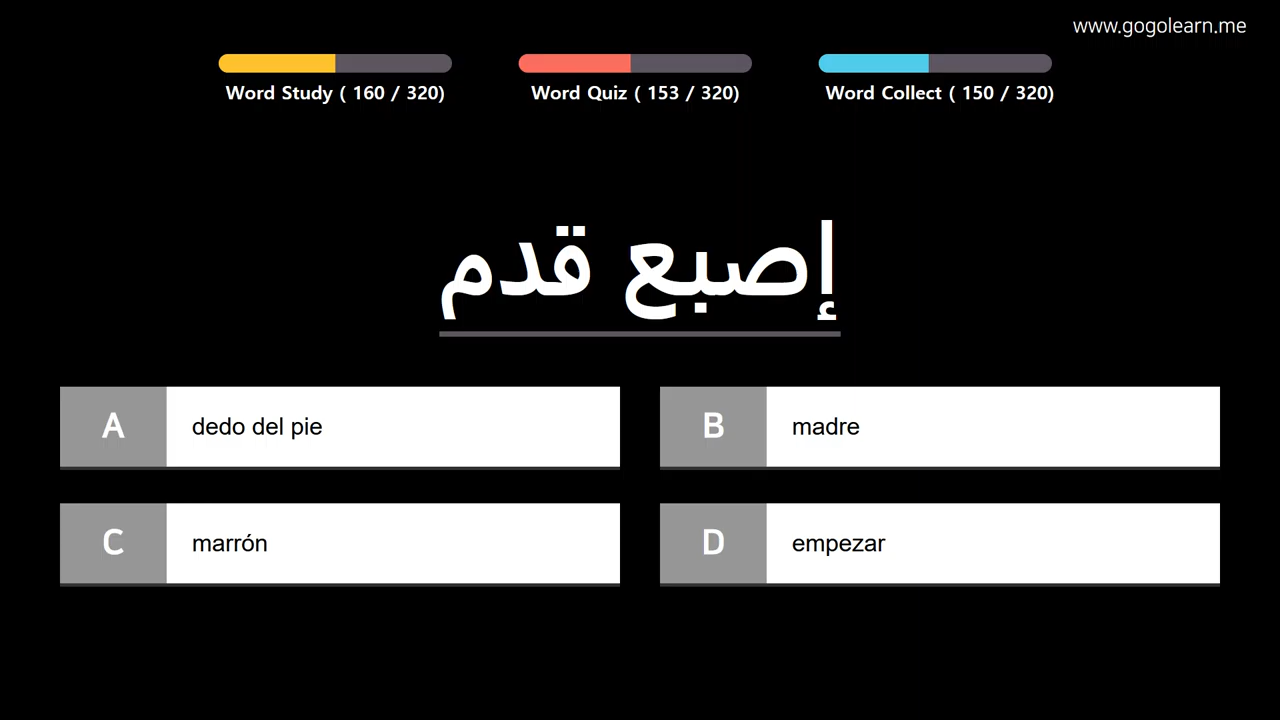 www.gogolearn.me
Word Study ( 160 / 320)
Word Quiz ( 153 / 320)
Word Collect ( 150 / 320)
إصبع قدم
A dedo del pie
B madre
C marrón
D empezar